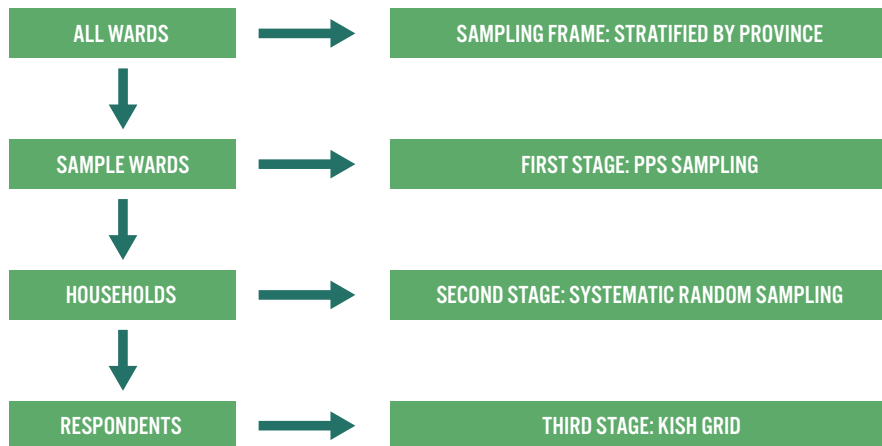 ALL WARDS
SAMPLING FRAME: STRATIFIED BY PROVINCE
SAMPLE WARDS
FIRST STAGE: PPS SAMPLING
HOUSEHOLDS
SECOND STAGE: SYSTEMATIC RANDOM SAMPLING
RESPONDENTS
THIRD STAGE: KISH GRID